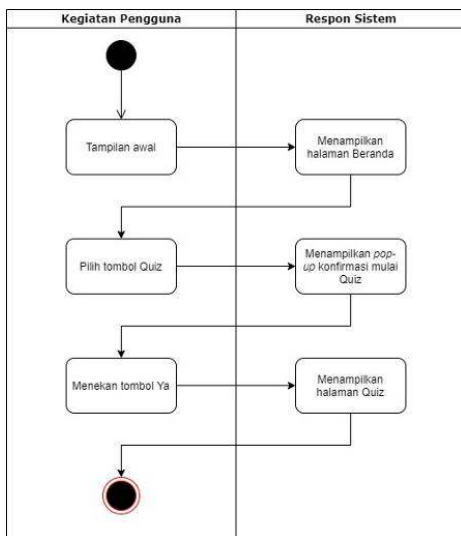 Kegiatan Pengguna
Respon Sistem
Tampilan awal
Menampilkan
halaman Beranda
Pilih tombol Quiz
Menampilkan pop-
up konfirmasi mulai
Quiz
Menekan tombol Ya
Menampilkan
halaman Quiz